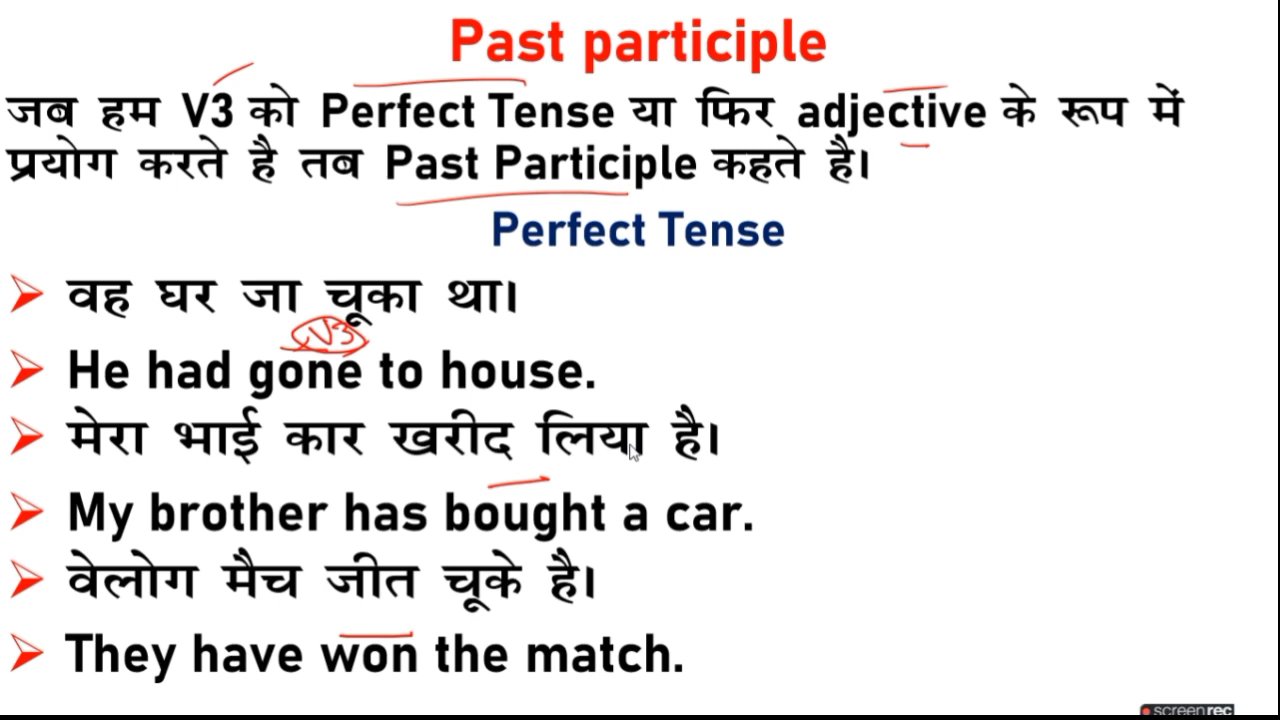 Past participle
जब हम V3 को Perfect Tense या फिर adjective के रूप में
प्रयोग करते है तब Past Participle कहते है।
Perfect Tense
वह घर जा चूका था।
V3
He had gone to house.
मेरा भाई कार खरीद लिया है।
My brother has bought a car.
वेलोग मैच जीत चूके है।
They have won the match.
screenrec